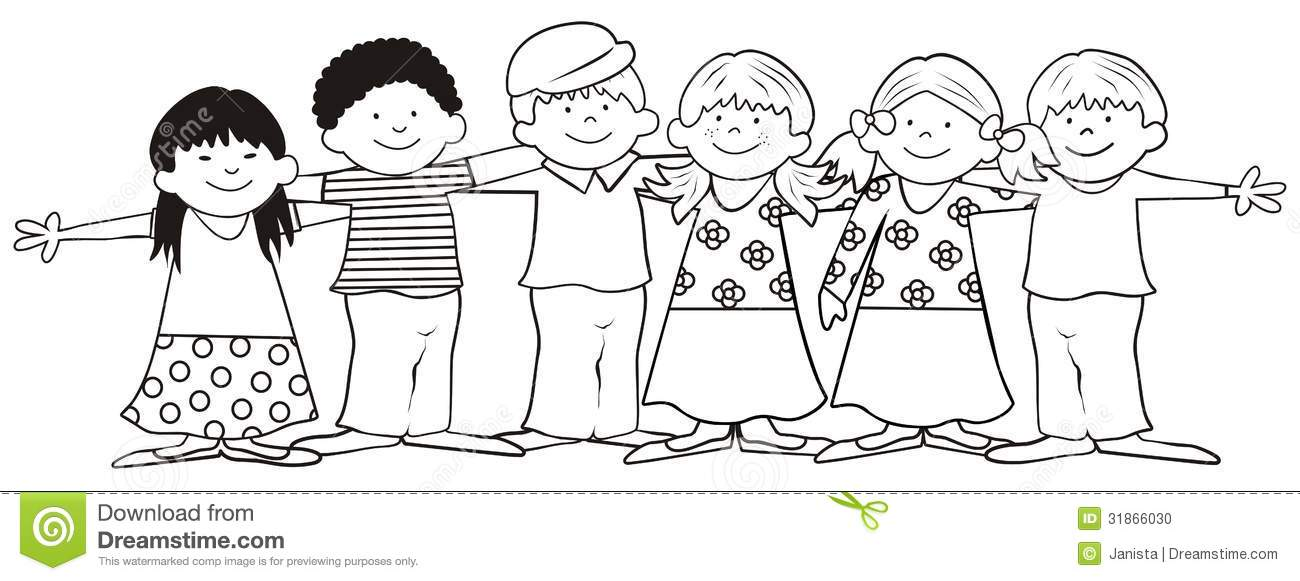 Download from
Dreamstime.com
This watermarked comp image is for previewing purposes only.
ID 31866030
© Janista | Dreamstime.com